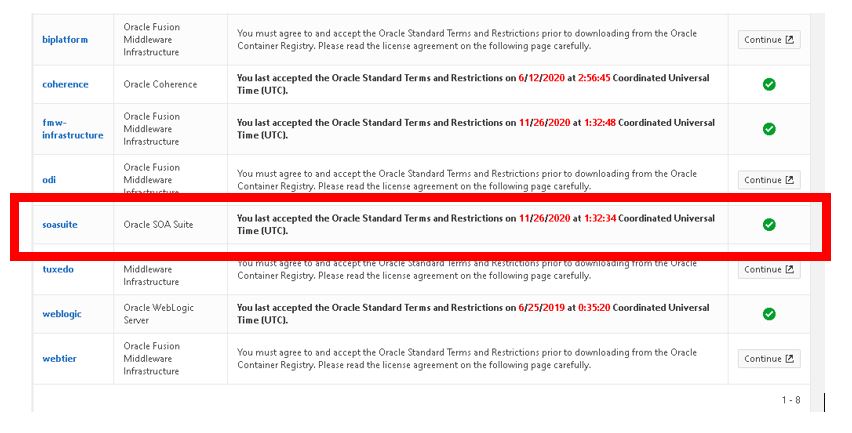 biplatform
Oracle Fusion
Middleware
Infrastructure
You must agree to and accept the Oracle Standard Terms and Restrictions prior to downloading from the Oracle
Container Registry. Please read the license agreement on the following page carefully.
Continue
coherence
Oracle Coherence
You last accepted the Oracle Standard Terms and Restrictions on 6/12/2020 at 2:56:45 Coordinated Universal
Time (UTC).
fmw-
infrastructure
Oracle Fusion
Middleware
Infrastructure
You last accepted the Oracle Standard Terms and Restrictions on 11/26/2020 at 1:32:48 Coordinated Universal
Time (UTC).
odi
Oracle Fusion
Middleware
Infrastructure
You must agree to and accept the Oracle Standard Terms and Restrictions prior to downloading from the Oracle
Container Registry. Please read the license agreement on the following page carefully.
Continue
soasuite
Oracle SOA Suite
You last accepted the Oracle Standard Terms and Restrictions on 11/26/2020 at 1:32:34 Coordinated Universal
Time (UTC).
tuxedo
Middleware
Infrastructure
You must agree to and accept the Oracle Standard Terms and Restrictions prior to downloading from the Oracle
Container Registry. Please read the license agreement on the following page carefully.
Continue
weblogic
Oracle WebLogic
Server
You last accepted the Oracle Standard Terms and Restrictions on 6/25/2019 at 0:35:20 Coordinated Universal
Time (UTC).
webtier
Oracle Fusion
Middleware
Infrastructure
You must agree to and accept the Oracle Standard Terms and Restrictions prior to downloading from the Oracle
Container Registry. Please read the license agreement on the following page carefully.
Continue
1 - 8